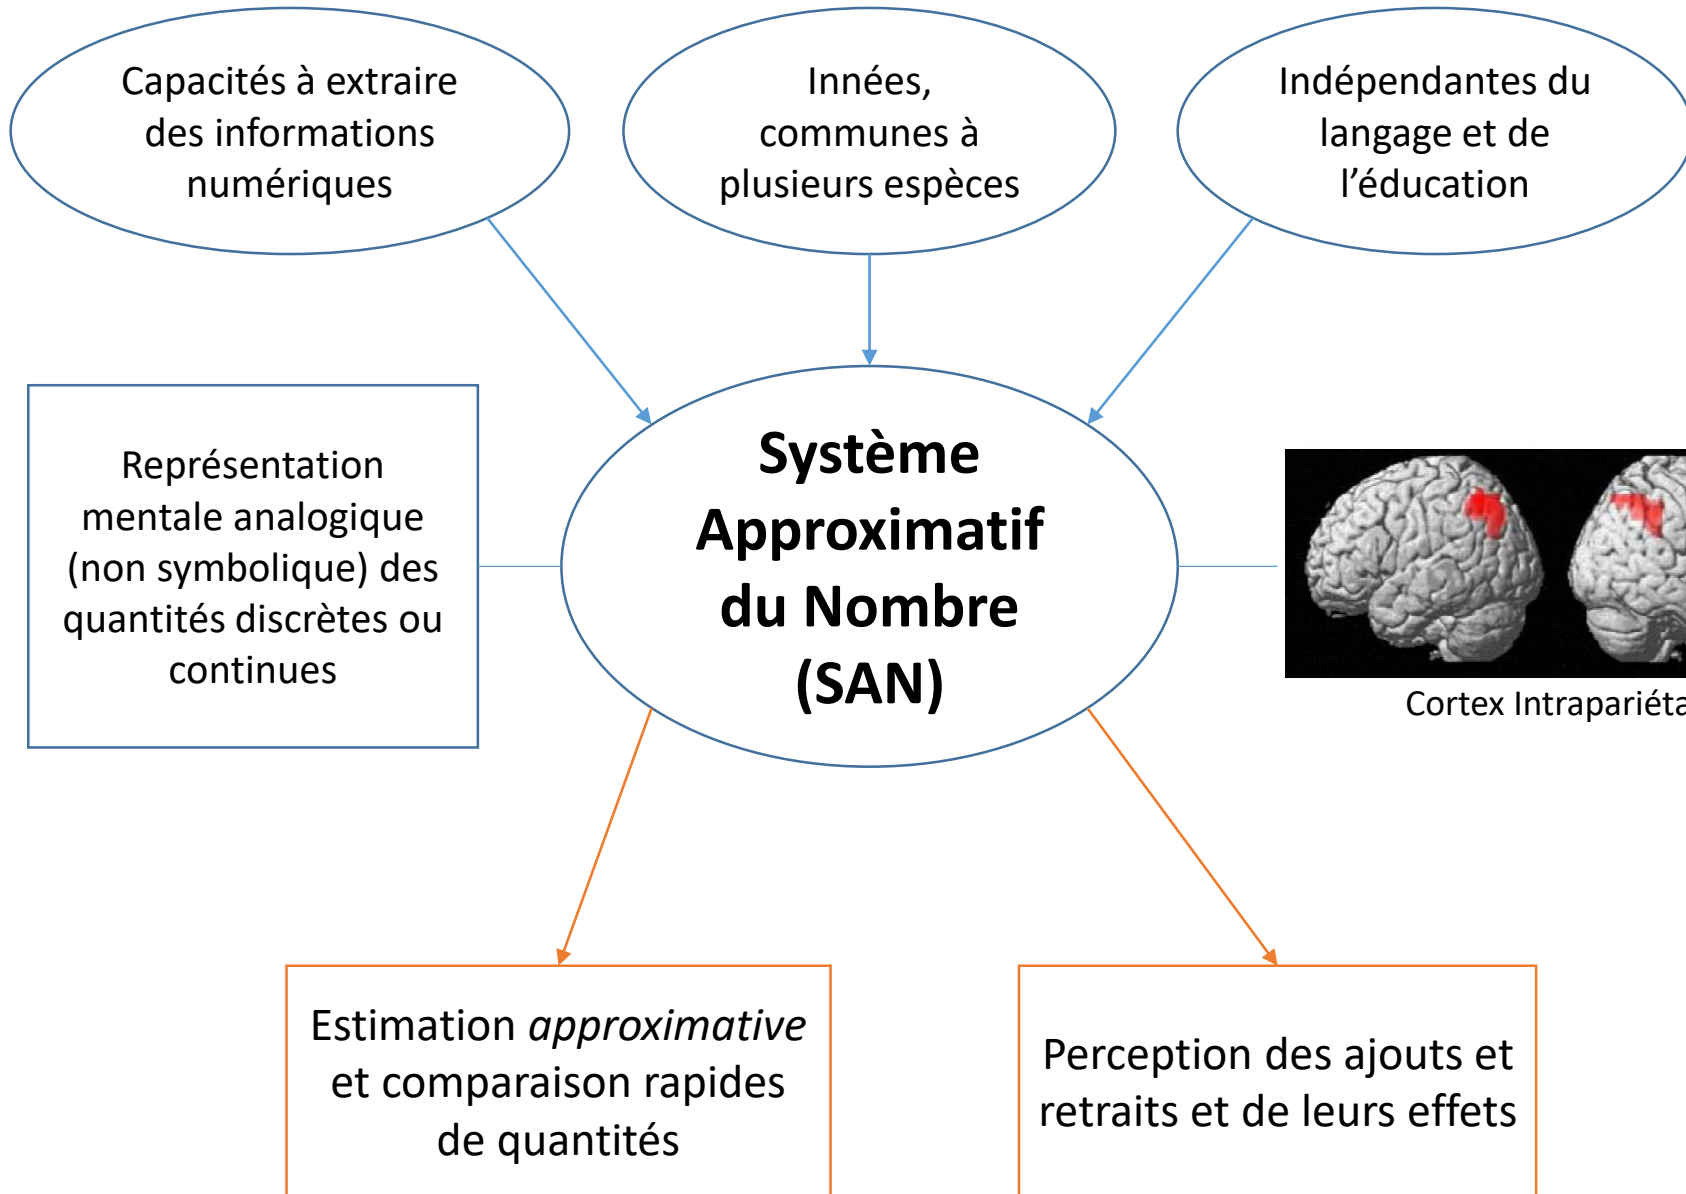 Capacités à extraire
des informations
numériques
Innées,
communes à
plusieurs espèces
Indépendantes du
langage et de
l’éducation
Représentation
mentale analogique
(non symbolique) des
quantités discrètes ou
continues
Système
Approximatif
du Nombre
(SAN)
Cortex Intrapariéta
Estimation approximative
et comparaison rapides
de quantités
Perception des ajouts et
retraits et de leurs effets